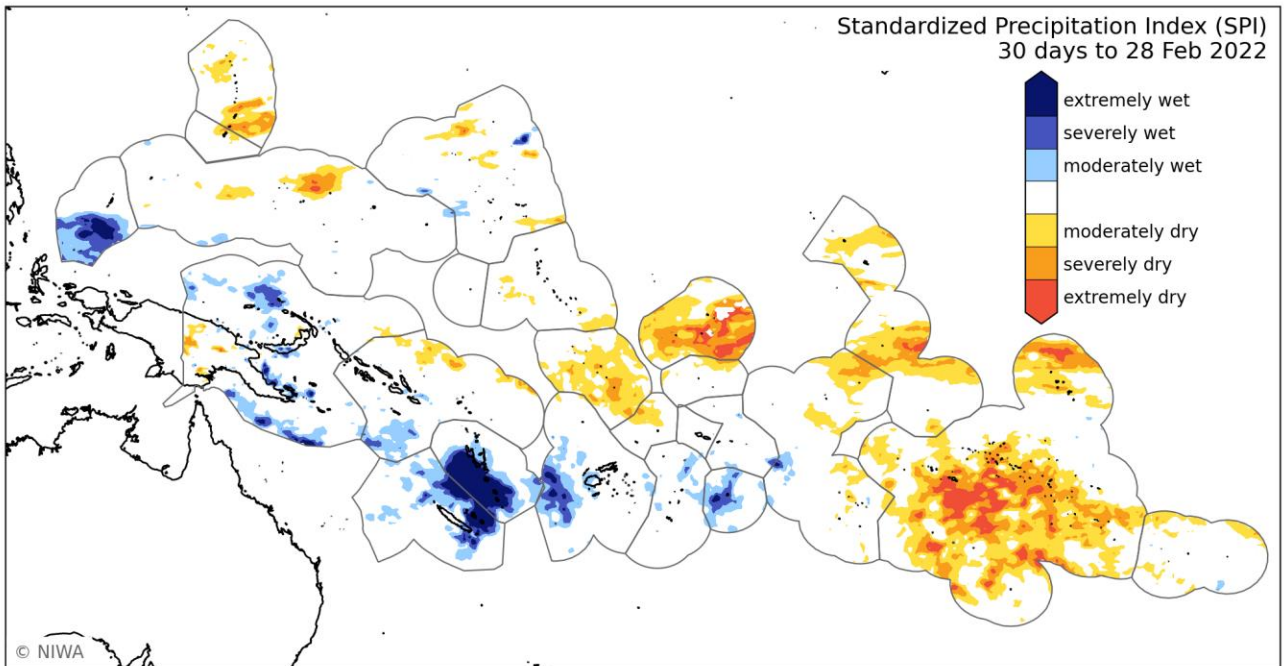 Standardized Precipitation Index (SPI)
30 days to 28 Feb 2022
extremely wet
severely wet
moderately wet
moderately dry
severely dry
extremely dry
© NIWA